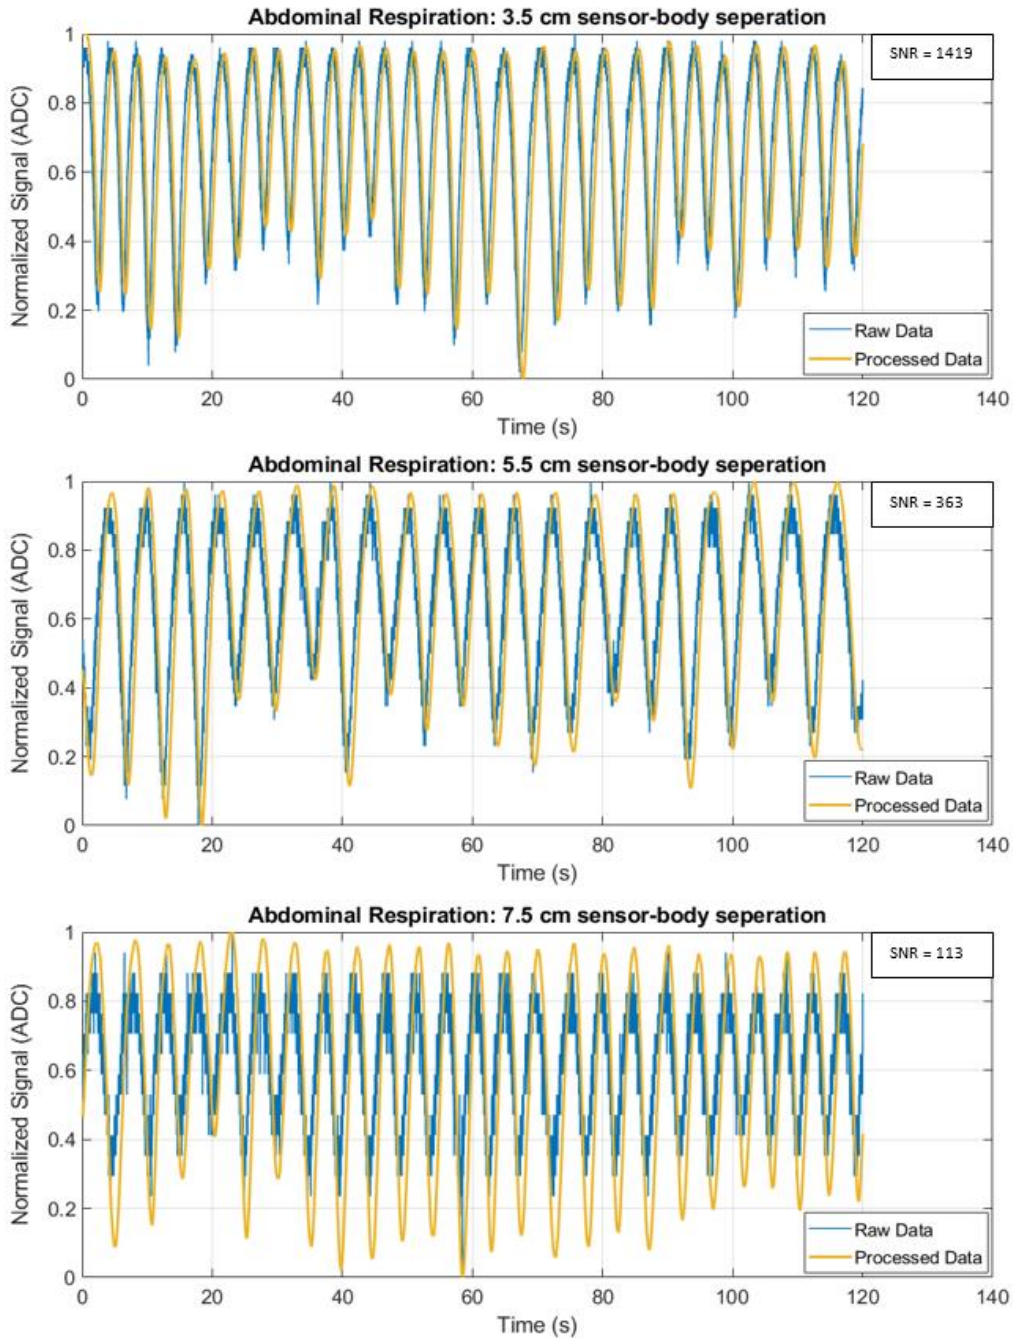 Abdominal Respiration: 3.5 cm sensor-body seperation
SNR = 1419
Normalized Signal (ADC)
1
0.8
0.6
0.4
0.2
0
0 20 40 60 80 100 120 140
Time (s)
Raw Data
Processed Data
Abdominal Respiration: 5.5 cm sensor-body seperation
SNR = 363
Normalized Signal (ADC)
1
0.8
0.6
0.4
0.2
0
0 20 40 60 80 100 120 140
Time (s)
Raw Data
Processed Data
Abdominal Respiration: 7.5 cm sensor-body seperation
SNR = 113
Normalized Signal (ADC)
1
0.8
0.6
0.4
0.2
0
0 20 40 60 80 100 120 140
Time (s)
Raw Data
Processed Data